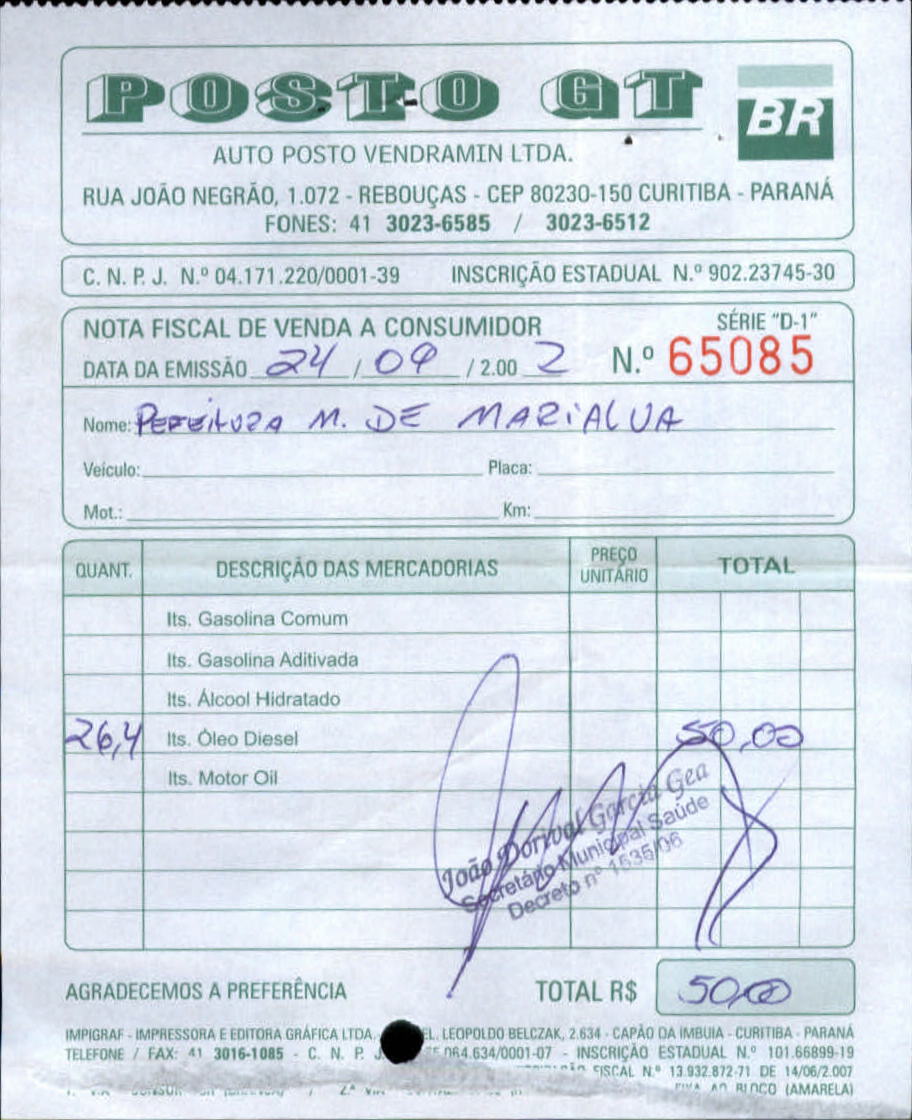 POSTO GT
BR
AUTO POSTO VENDRAMIN LTDA.
RUA JOÃO NEGRÃO, 1.072 - REBOUÇAS - CEP 80230-150 CURITIBA - PARANÁ
FONES: 41 3023-6585 / 3023-6512
C. N. P. J. N.º 04.171.220/0001-39 INSCRIÇÃO ESTADUAL N.º 902.23745-30
NOTA FISCAL DE VENDA A CONSUMIDOR SÉRIE "D-1"
DATA DA EMISSÃO 24 / 09 / 2.00 2 N.º 65085
Nome: PEFEITURA M. DE MARIALUA
Veículo: Placa:
Mot.: Km:
QUANT. DESCRIÇÃO DAS MERCADORIAS PREÇO UNITÁRIO TOTAL
lts. Gasolina Comum
lts. Gasolina Aditivada
lts. Álcool Hidratado
26,4 lts. Óleo Diesel 50,00
lts. Motor Oil
João Dorival Garcia Gea
Secretário Municipal Saúde
Decreto nº 1535/06
AGRADECEMOS A PREFERÊNCIA TOTAL R$ 50,00
IMPIGRAF - IMPRESSORA E EDITORA GRÁFICA LTDA. EL. LEOPOLDO BELCZAK, 2.634 - CAPÃO DA IMBUIA - CURITIBA - PARANÁ
TELEFONE / FAX: 41 3016-1085 - C. N. P. J. 064.634/0001-07 - INSCRIÇÃO ESTADUAL N.º 101.66899-19
FISCAL N.º 13.932.872-71 DE 14/06/2.007
AO BLOCO (AMARELA)